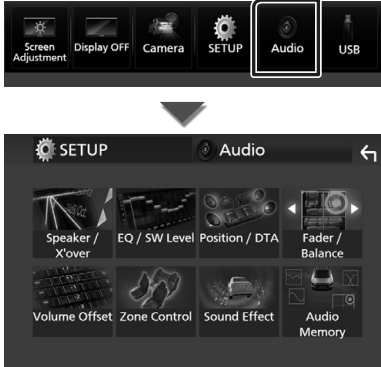 Screen
Adjustment
Display OFF
Camera
SETUP
Audio
USB
SETUP
Audio
Speaker /
X'over
EQ / SW Level
Position / DTA
Fader /
Balance
Volume Offset
Zone Control
Sound Effect
Audio
Memory